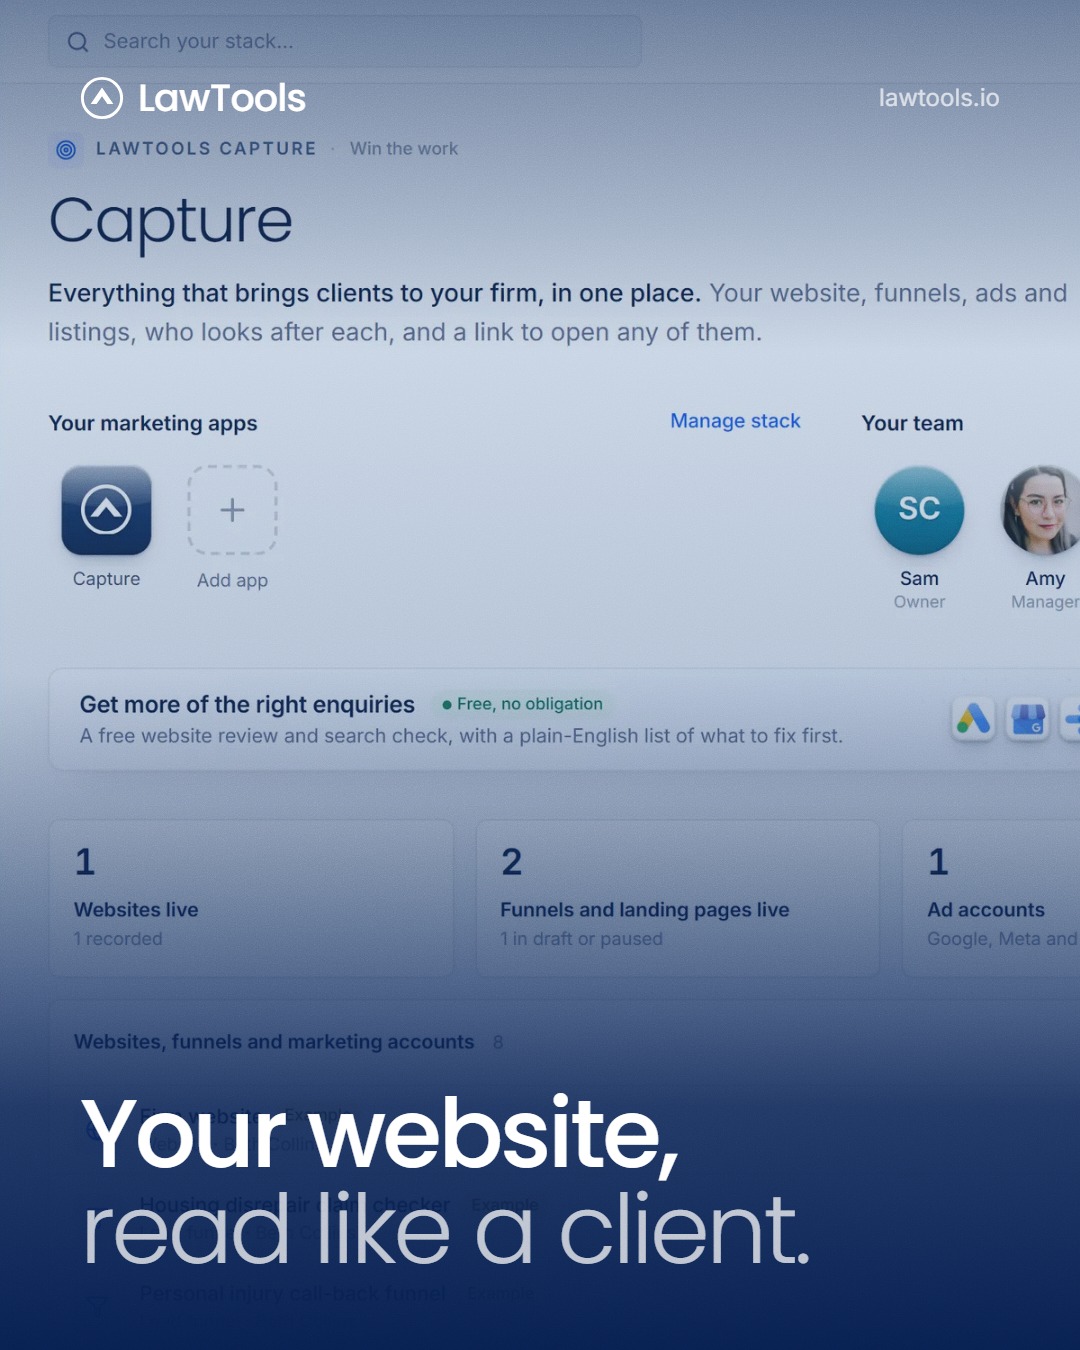 Search your stack...
LawTools
lawtools.io
LAWTOOLS CAPTURE · Win the work
Capture
Everything that brings clients to your firm, in one place. Your website, funnels, ads and
listings, who looks after each, and a link to open any of them.
Your marketing apps
Manage stack
Your team
SC
Capture
Add app
Sam
Owner
Amy
Manager
Get more of the right enquiries
Free, no obligation
A free website review and search check, with a plain-English list of what to fix first.
1
Websites live
1 recorded
2
Funnels and landing pages live
1 in draft or paused
1
Ad accounts
Google, Meta and
Websites, funnels and marketing accounts 8
website Example
Your website,
Housing disrepair claim checker Example
read like a client.
Personal injury call-back funnel Example